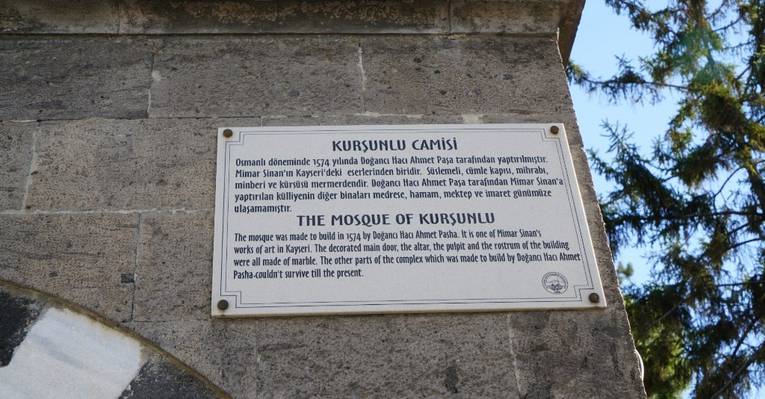 KURŞUNLU CAMİSİ
Osmanlı döneminde 1574 yılında Doğancı Hacı Ahmet Paşa tarafından yaptırılmıştır.
Mimar Sinan'ın Kayseri'deki eserlerinden biridir. Süslemeli, cümle kapısı, mihrabı,
minberi ve kürsüsü mermerdendir. Doğancı Hacı Ahmet Paşa tarafından Mimar Sinan'a
yaptırılan külliyenin diğer binaları medrese, hamam, mektep ve imaret günümüze
ulaşamamıştır.
THE MOSQUE OF KURŞUNLU
The mosque was made to build in 1574 by Doğancı Hacı Ahmet Pasha. It is one of Mimar Sinan's
works of art in Kayseri. The decorated main door, the altar, the pulpit and the rostrum of the building
were all made of marble. The other parts of the complex which was made to build by Doğancı Hacı Ahmet
Pasha-couldn't survive till the present.